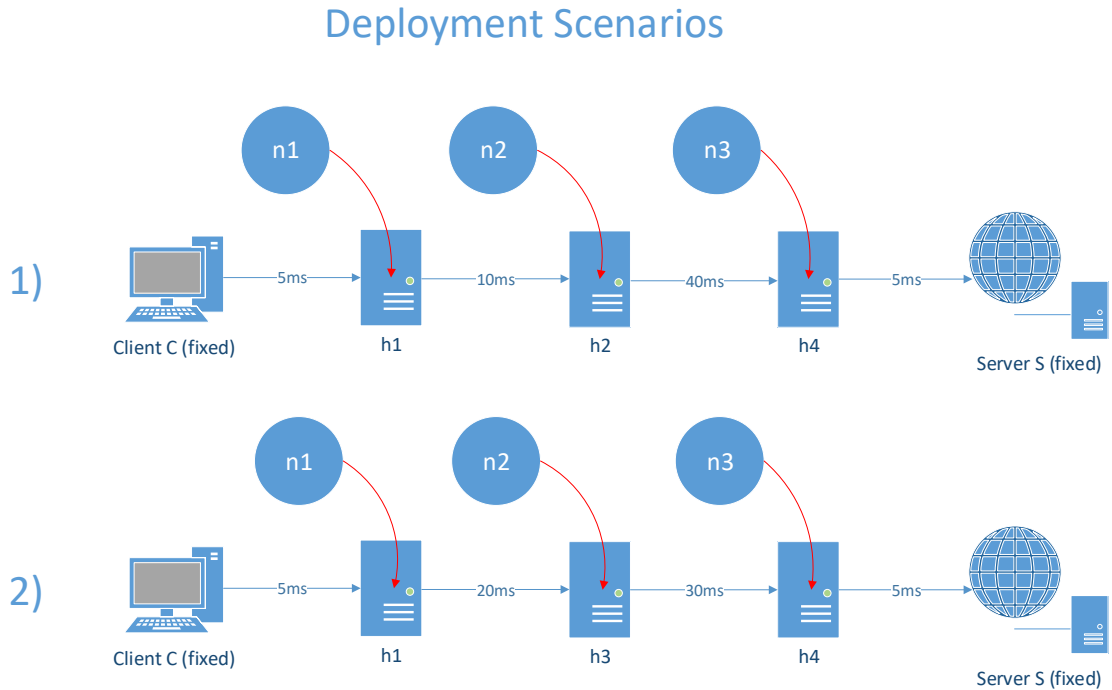 Deployment Scenarios
n1
n2
n3
1)
5ms
10ms
40ms
5ms
Client C (fixed)
h1
h2
h4
Server S (fixed)
n1
n2
n3
2)
5ms
20ms
30ms
5ms
Client C (fixed)
h1
h3
h4
Server S (fixed)